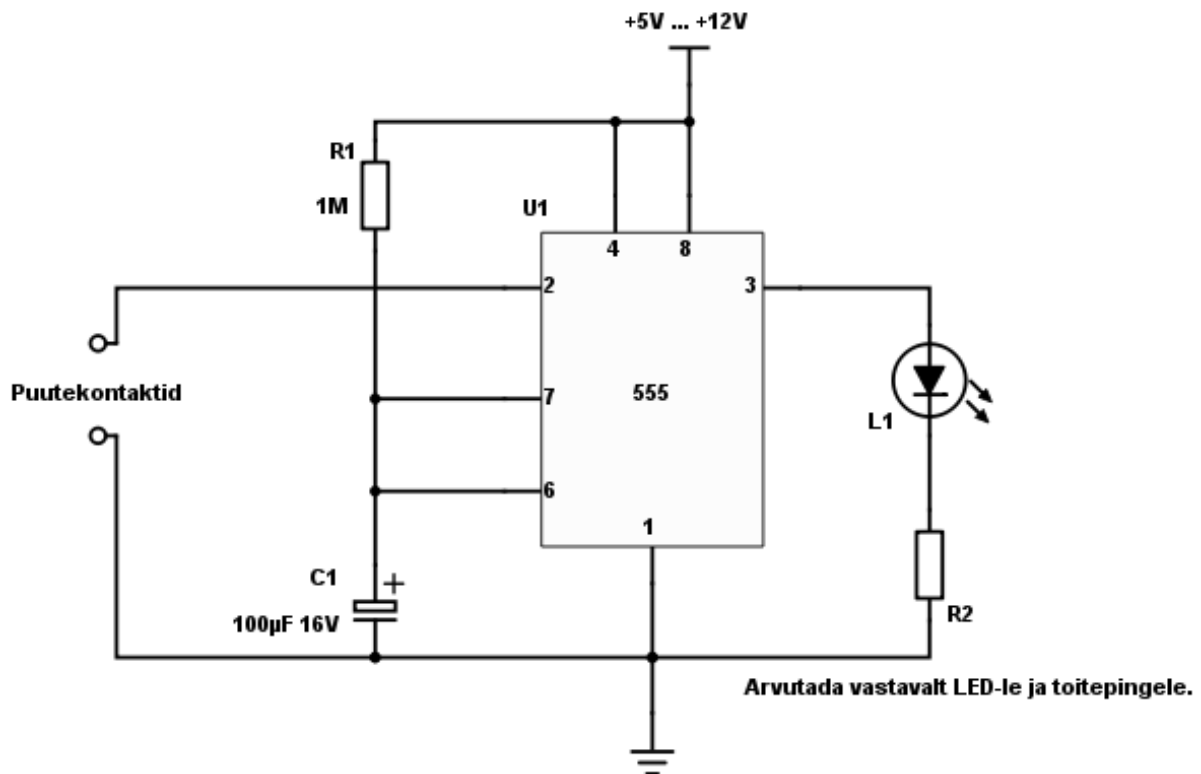 +5V ... +12V
R1
1M
U1
4
8
2
3
Puutekontaktid
7
555
L1
6
1
C1
+
100µF 16V
R2
Arvutada vastavalt LED-le ja toitepingele.